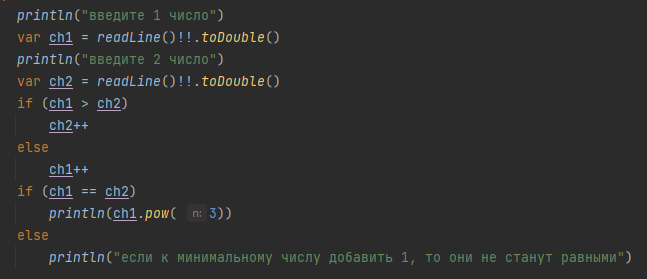 println("введите 1 число")
var ch1 = readLine()!!.toDouble()
println("введите 2 число")
var ch2 = readLine()!!.toDouble()
if (ch1 > ch2)
    ch2++
else
    ch1++
if (ch1 == ch2)
    println(ch1.pow( n: 3))
else
    println("если к минимальному числу добавить 1, то они не станут равными")